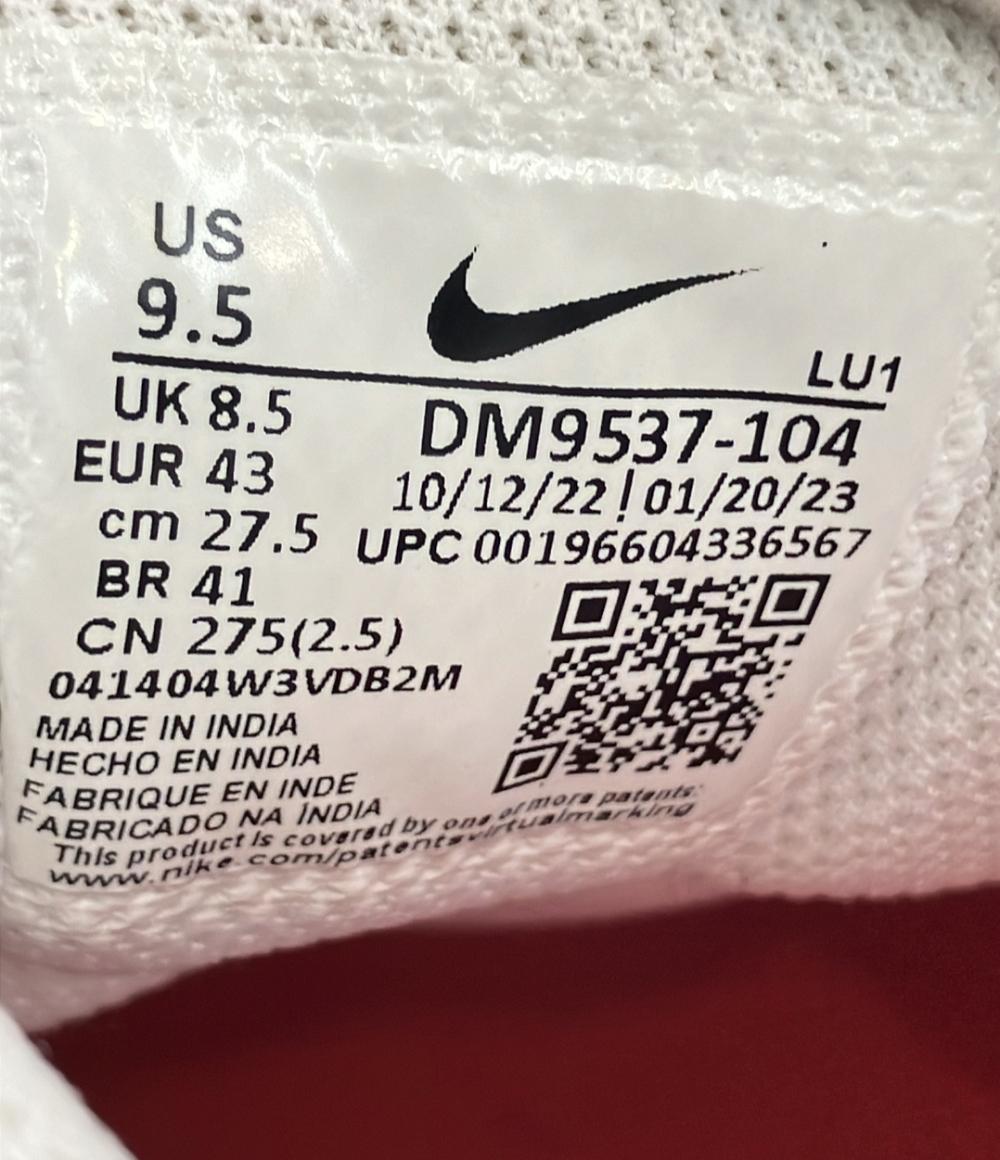 US
9.5
LU1
UK 8.5
DM9537-104
EUR 43
10/12/22 ! 01/20/23
cm 27.5
UPC 00196604336567
BR 41
CN 275(2.5)
041404W3VDB2M
MADE IN INDIA
HECHO EN INDIA
FABRIQUE EN INDE
FABRICADO NA ÍNDIA
This product is covered by one or more patents:
www.nike.com/patentsvirtualmarking